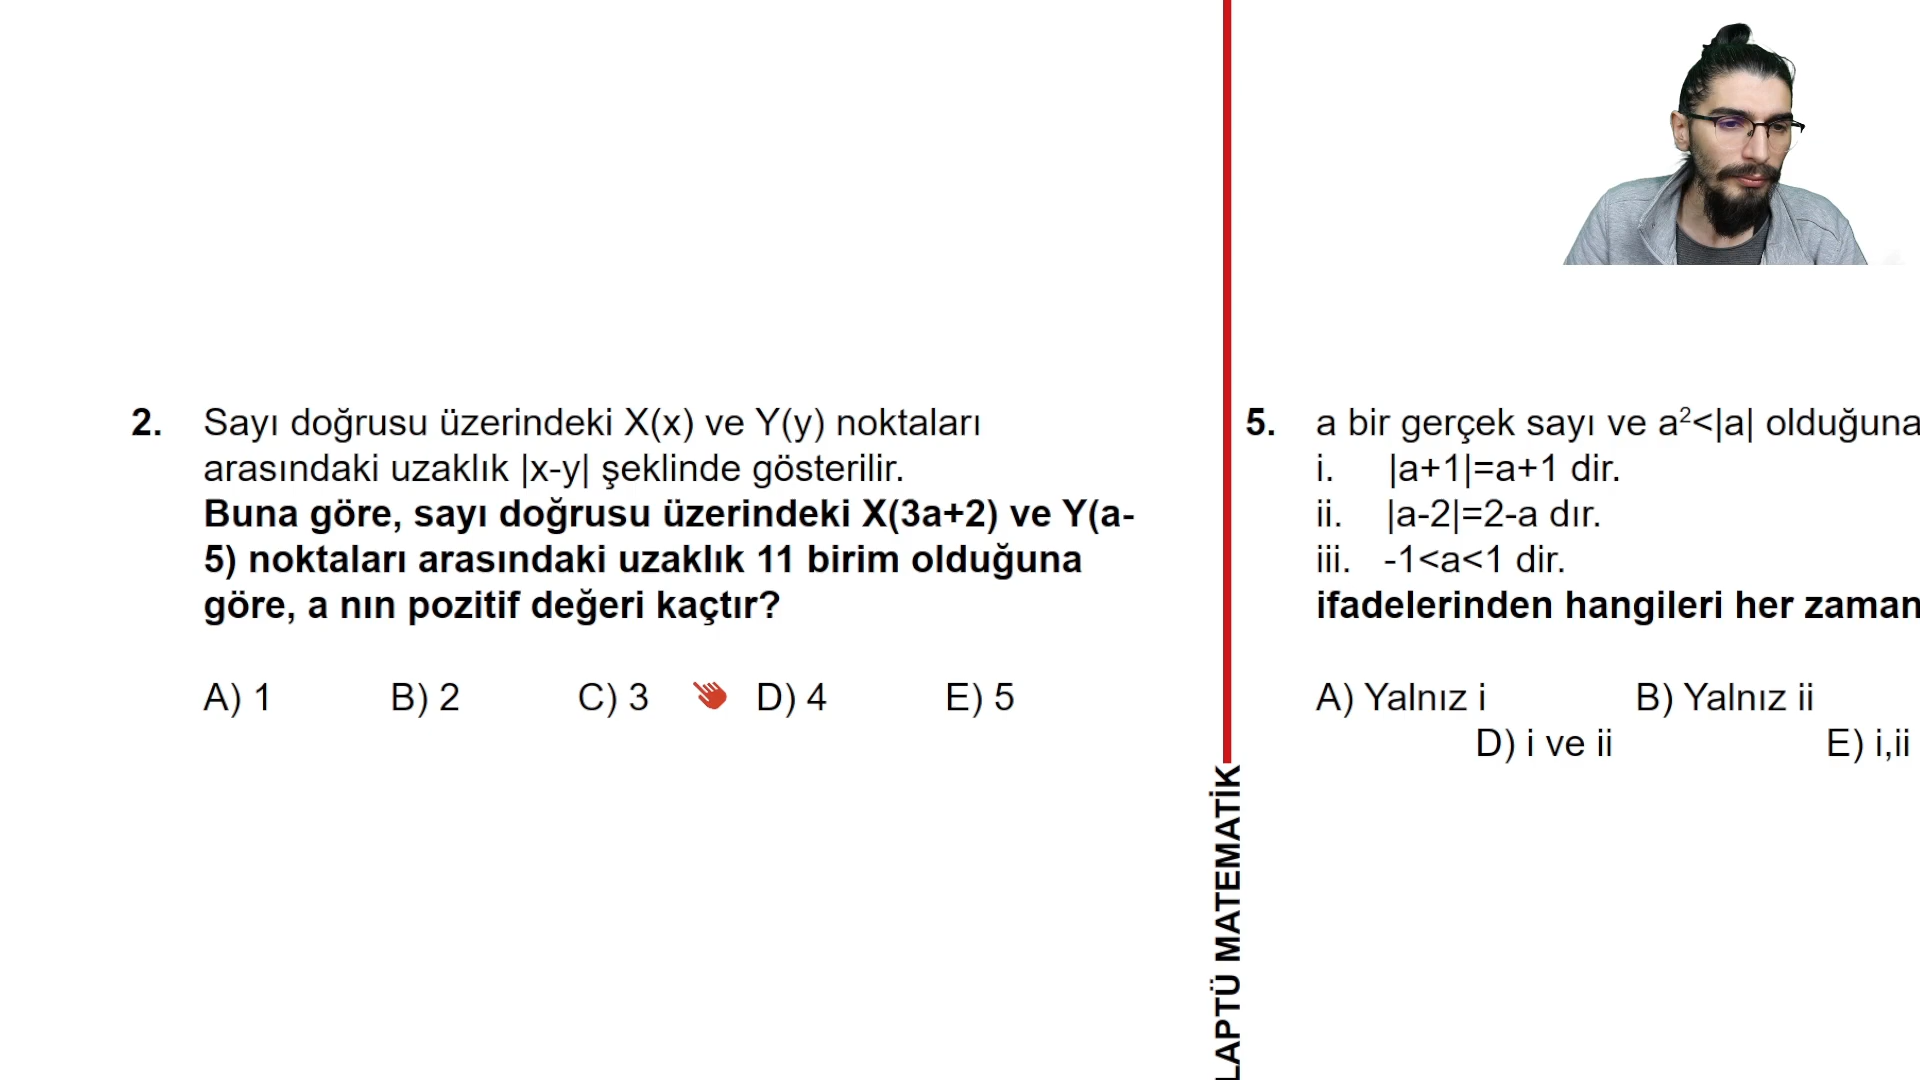 2. Sayı doğrusu üzerindeki X(x) ve Y(y) noktaları
arasındaki uzaklık |x-y| şeklinde gösterilir.
Buna göre, sayı doğrusu üzerindeki X(3a+2) ve Y(a-
5) noktaları arasındaki uzaklık 11 birim olduğuna
göre, a nın pozitif değeri kaçtır?
A) 1 B) 2 C) 3 D) 4 E) 5
LAPTÜ MATEMATİK
5. a bir gerçek sayı ve a²<|a| olduğuna
i. |a+1|=a+1 dir.
ii. |a-2|=2-a dır.
iii. -1<a<1 dir.
ifadelerinden hangileri her zaman
A) Yalnız i B) Yalnız ii
D) i ve ii E) i,ii